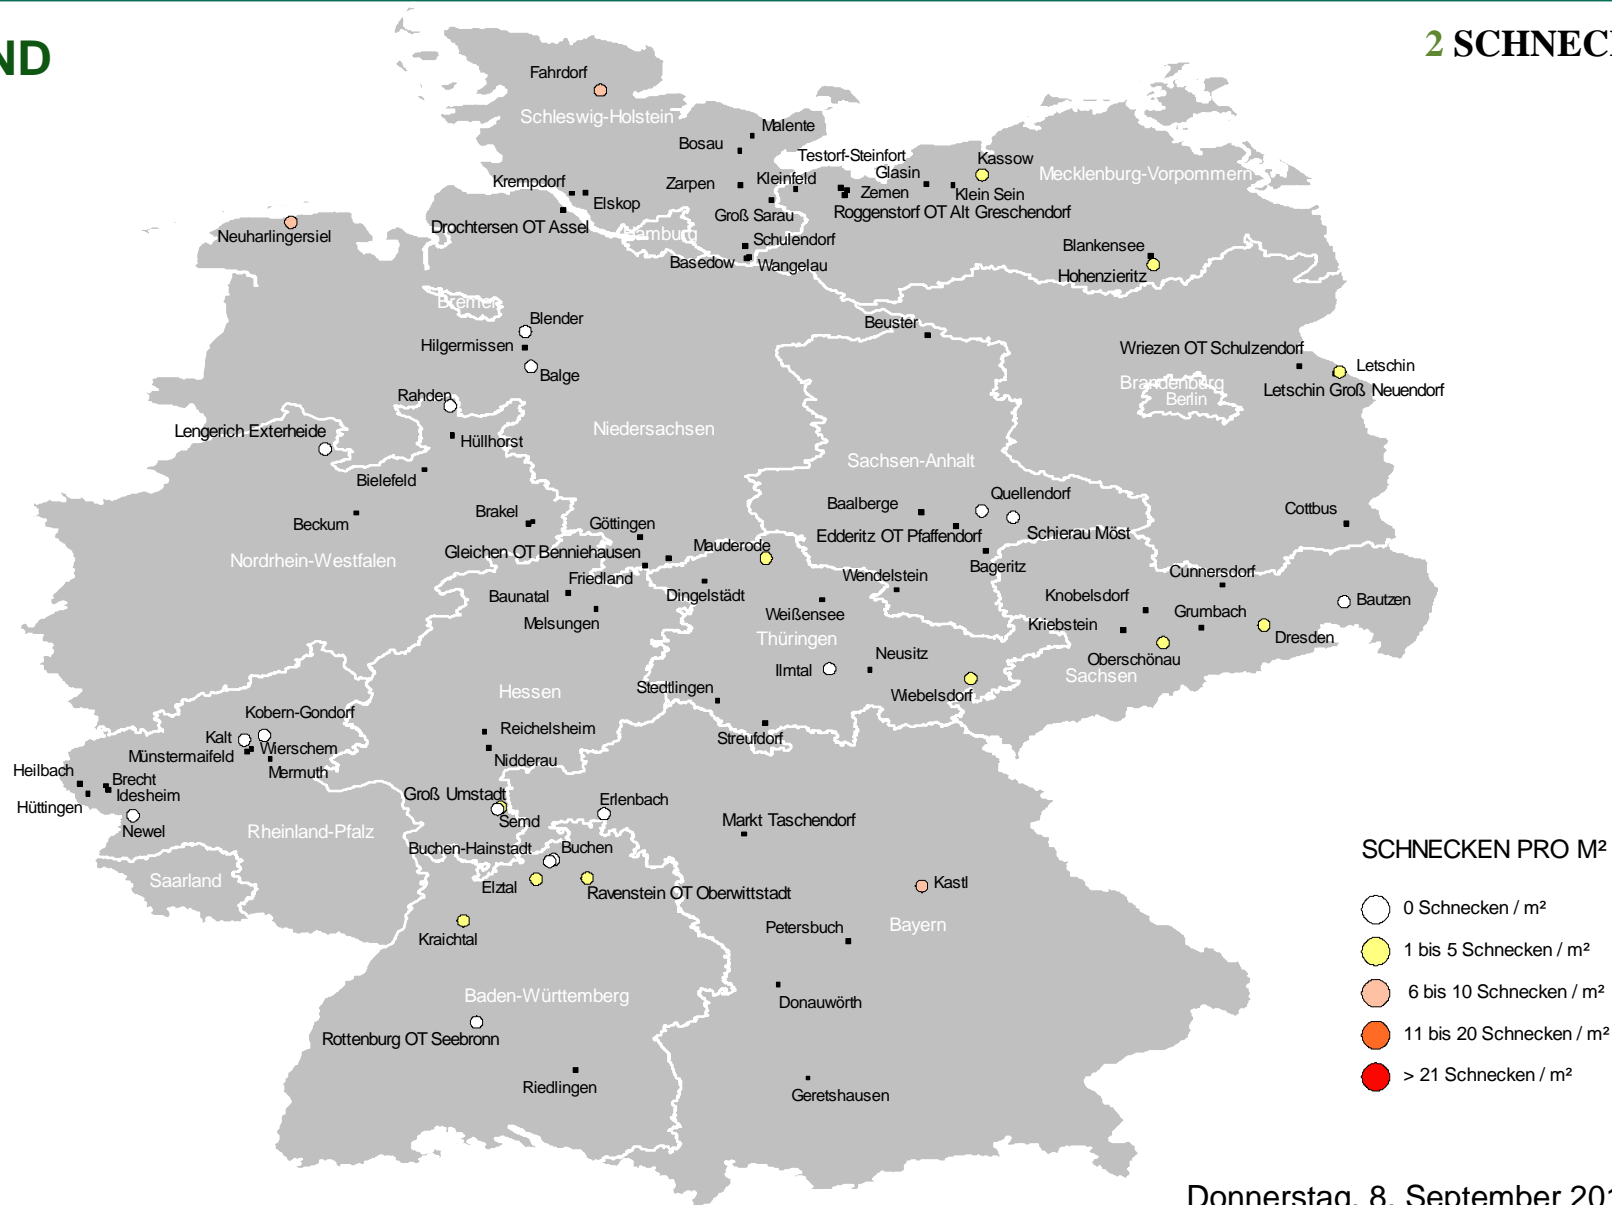 ND
2 SCHNECK
Fahrdorf
Schleswig-Holstein
Malente
Bosau
Testorf-Steinfort
Kassow
Glasin
Mecklenburg-Vorpommern
Krempdorf
Zarpen
Kleinfeld
Klein Sein
Zemen
Elskop
Groß Sarau
Roggenstorf OT Alt Greschendorf
Drochtersen OT Assel
Neuharlingersiel
Hamburg
Schulendorf
Blankensee
Basedow
Wangelau
Hohenzieritz
Bremen
Blender
Beuster
Hilgermissen
Wriezen OT Schulzendorf
Letschin
Balge
Brandenburg
Letschin Groß Neuendorf
Berlin
Rahden
Lengerich Exterheide
Niedersachsen
Hüllhorst
Sachsen-Anhalt
Bielefeld
Quellendorf
Baalberge
Cottbus
Brakel
Beckum
Göttingen
Edderitz OT Pfaffendorf
Schierau Möst
Mauderode
Gleichen OT Benniehausen
Nordrhein-Westfalen
Bageritz
Friedland
Wendelstein
Cunnersdorf
Baunatal
Dingelstädt
Knobelsdorf
Bautzen
Weißensee
Grumbach
Melsungen
Kriebstein
Thüringen
Dresden
Neusitz
Oberschönau
Ilmtal
Sachsen
Stedtlingen
Hessen
Wiebelsdorf
Kobern-Gondorf
Reichelsheim
Kalt
Streufdorf
Wierschem
Münstermaifeld
Nidderau
Heilbach
Mermuth
Brecht
Idesheim
Groß Umstadt
Erlenbach
Hüttingen
Semd
Markt Taschendorf
Newel
Rheinland-Pfalz
Buchen-Hainstadt
Buchen
SCHNECKEN PRO M²
Saarland
Elztal
Ravenstein OT Oberwittstadt
Kastl
0 Schnecken / m²
Bayern
Petersbuch
Kraichtal
1 bis 5 Schnecken / m²
Baden-Württemberg
6 bis 10 Schnecken / m²
Donauwörth
Rottenburg OT Seebronn
11 bis 20 Schnecken / m²
Riedlingen
> 21 Schnecken / m²
Geretshausen
Donnerstag, 8. September 201